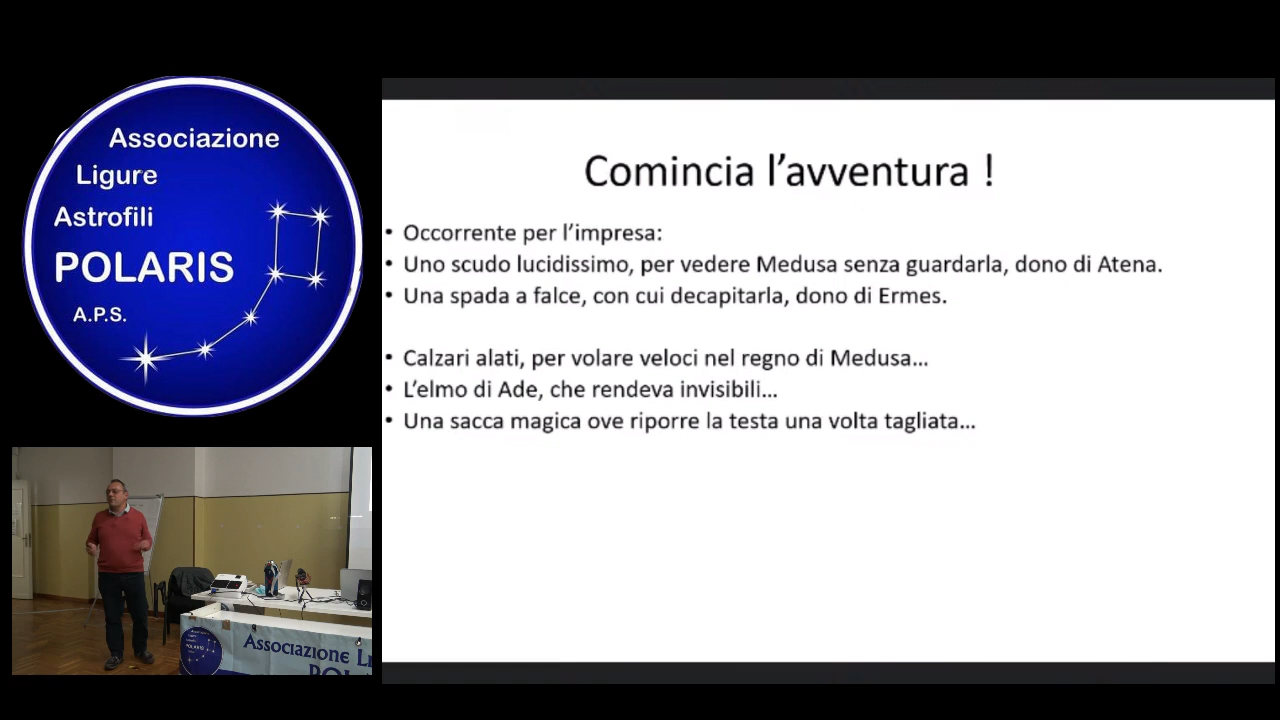 Associazione
Ligure
Astrofili
POLARIS
A.P.S.
Comincia l’avventura !
• Occorrente per l’impresa:
• Uno scudo lucidissimo, per vedere Medusa senza guardarla, dono di Atena.
• Una spada a falce, con cui decapitarla, dono di Ermes.
• Calzari alati, per volare veloci nel regno di Medusa…
• L’elmo di Ade, che rendeva invisibili…
• Una sacca magica ove riporre la testa una volta tagliata…
Associazione
POLARIS